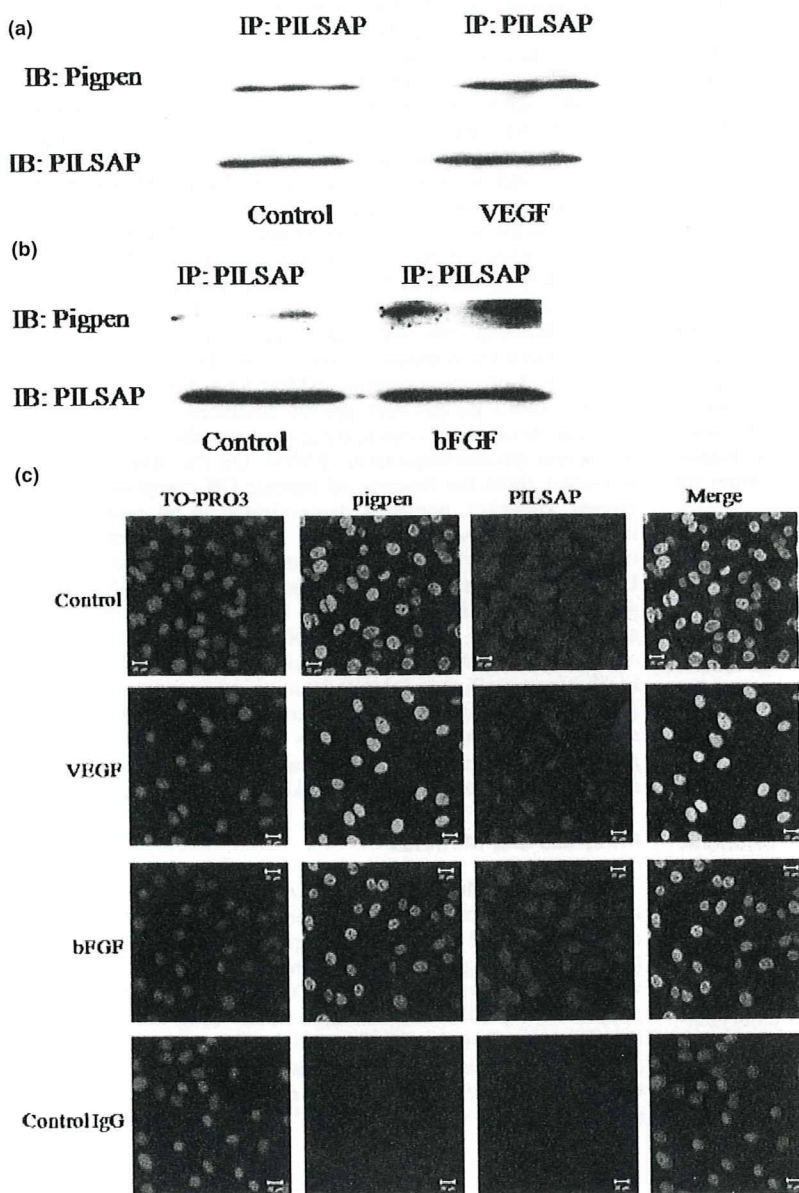 (a)
IP: PILSAP IP: PILSAP
IB: Pigpen
IB: PILSAP
Control VEGF
(b)
IP: PILSAP IP: PILSAP
IB: Pigpen
IB: PILSAP
Control bFGF
(c)
TO-PRO3 pigpen PILSAP Merge
Control
VEGF
bFGF
Control IgG